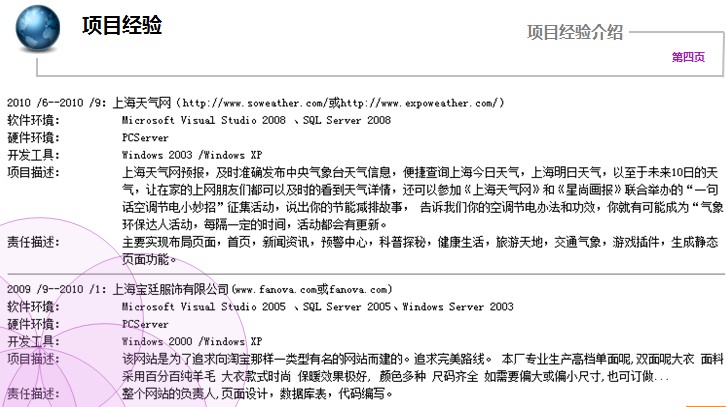 项目经验
项目经验介绍
第四页
2010 /6--2010 /9: 上海天气网 (http://www.soweather.com/或http://www.expoweather.com/)
软件环境: Microsoft Visual Studio 2008 、SQL Server 2008
硬件环境: PCServer
开发工具: Windows 2003 /Windows XP
项目描述: 上海天气网预报，及时准确发布中央气象台天气信息，便捷查询上海今日天气，上海明日天气，以至于未来10日的天
气，让在家的上网朋友们都可以及时的看到天气详情，还可以参加《上海天气网》和《星尚画报》联合举办的“一句
话空调节电小妙招”征集活动，说出你的节能减排故事， 告诉我们你的空调节电办法和功效，你就有可能成为“气象
环保达人活动，每隔一定的时间，活动都会有更新。
责任描述: 主要实现布局页面，首页，新闻资讯，预警中心，科普探秘，健康生活，旅游天地，交通气象，游戏插件，生成静态
页面功能。
2009 /9--2010 /1: 上海宝廷服饰有限公司(www.fanova.com或fanova.com)
软件环境: Microsoft Visual Studio 2005 、SQL Server 2005、Windows Server 2003
硬件环境: PCServer
开发工具: Windows 2000 /Windows XP
项目描述: 该网站是为了追求向淘宝那样一类型有名的网站而建的。追求完美路线。 本厂专业生产高档单面呢,双面呢大衣 面料
采用百分百纯羊毛 大衣款式时尚 保暖效果极好, 颜色多种 尺码齐全 如需要偏大或偏小尺寸,也可订做...
责任描述: 整个网站的负责人,页面设计，数据库表，代码编写。